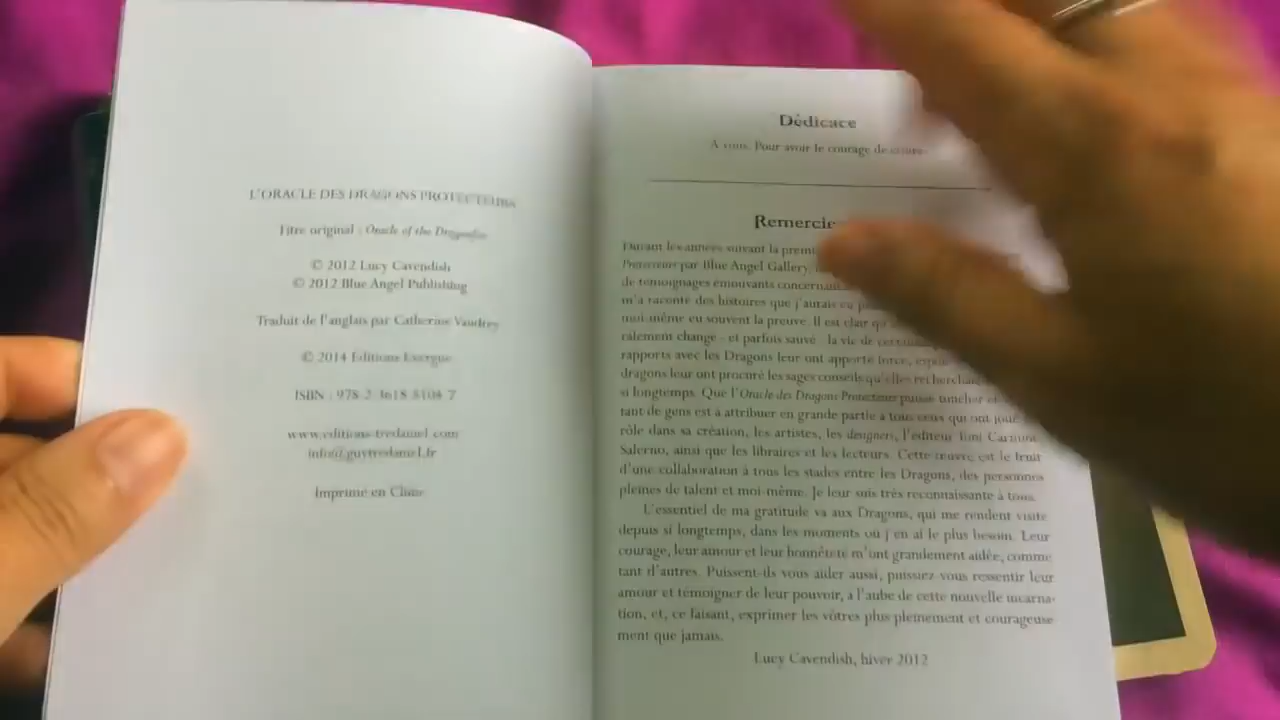 L'ORACLE DES DRAGONS PROTECTEURS
Titre original : Oracle of the Dragonfae
© 2012 Lucy Cavendish
© 2012 Blue Angel Publishing
Traduit de l'anglais par Catherine Vaudrey
© 2014 Editions Exergue
ISBN : 978-2-3618-8104-7
www.editions-tredaniel.com
info@guytredaniel.fr
Imprimé en Chine
Dédicace
À vous. Pour avoir le courage de croire
Remercie
Durant les années suivant la premi
Protecteurs par Blue Angel Gallery,
de témoignages émouvants concernant
m'a raconté des histoires que j'aurais eu
moi-même eu souvent la preuve. Il est clair
ralement changé - et parfois sauvé - la vie de
rapports avec les Dragons leur ont apporté force,
dragons leur ont procuré les sages conseils qu'elles recherchaient
si longtemps. Que l'Oracle des Dragons Protecteurs puisse toucher
tant de gens est à attribuer en grande partie à tous ceux qui ont joué
rôle dans sa création, les artistes, les designers, l'éditeur Toni Carmine
Salerno, ainsi que les libraires et les lecteurs. Cette œuvre est le fruit
d'une collaboration à tous les stades entre les Dragons, des personnes
pleines de talent et moi-même. Je leur suis très reconnaissante à tous.
L'essentiel de ma gratitude va aux Dragons, qui me rendent visite
depuis si longtemps, dans les moments où j'en ai le plus besoin. Leur
courage, leur amour et leur honnêteté m'ont grandement aidée, comme
tant d'autres. Puissent-ils vous aider aussi, puissiez-vous ressentir leur
amour et témoigner de leur pouvoir, à l'aube de cette nouvelle incarna-
tion, et, ce faisant, exprimer les vôtres plus pleinement et courageuse
ment que jamais.
Lucy Cavendish, hiver 2012